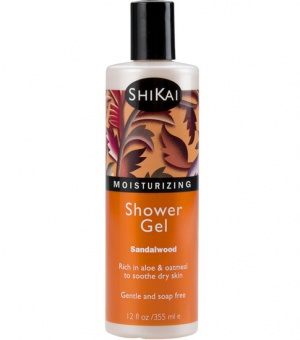 SHIKAI
MOISTURIZING
Shower
Gel
Sandalwood
Rich in aloe & oatmeal
to soothe dry skin
Gentle and soap free
12 fl oz/355 ml e